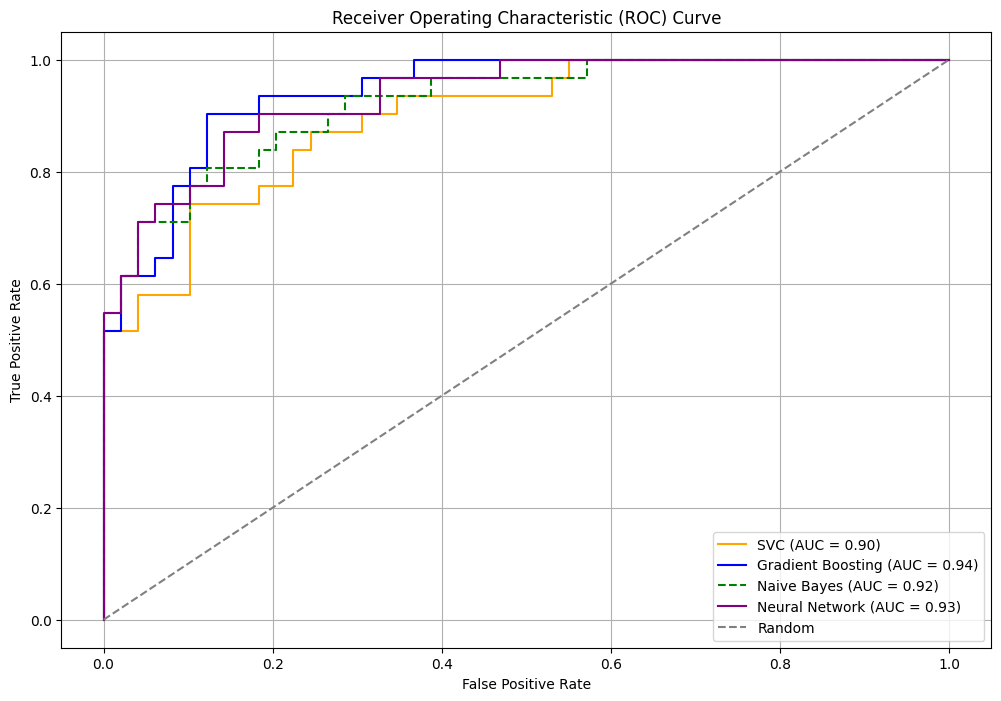 Receiver Operating Characteristic (ROC) Curve
True Positive Rate
1.0
0.8
0.6
0.4
0.2
0.0
SVC (AUC = 0.90)
Gradient Boosting (AUC = 0.94)
Naive Bayes (AUC = 0.92)
Neural Network (AUC = 0.93)
Random
0.0 0.2 0.4 0.6 0.8 1.0
False Positive Rate